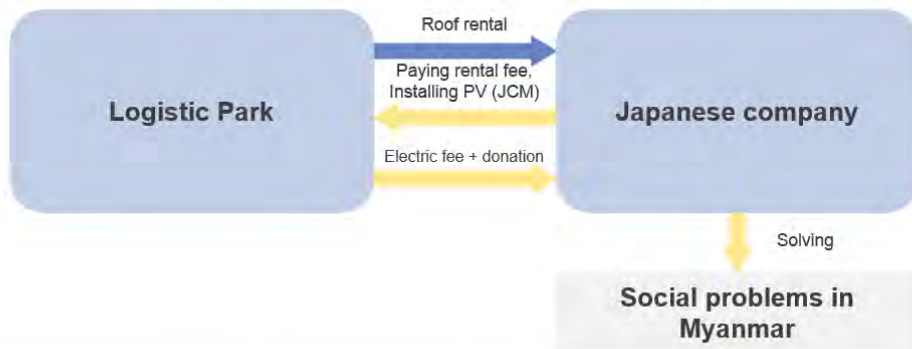 Roof rental
Paying rental fee,
Installing PV (JCM)
Logistic Park
Japanese company
Electric fee + donation
Solving
Social problems in
Myanmar